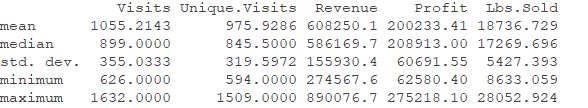 Visits Unique.Visits Revenue Profit Lbs.Sold
mean 1055.2143 975.9286 608250.1 200233.41 18736.729
median 899.0000 845.5000 586169.7 208913.00 17269.696
std. dev. 355.0333 319.5972 155930.4 60691.55 5427.393
minimum 626.0000 594.0000 274567.6 62580.40 8633.059
maximum 1632.0000 1509.0000 890076.7 275218.10 28052.924